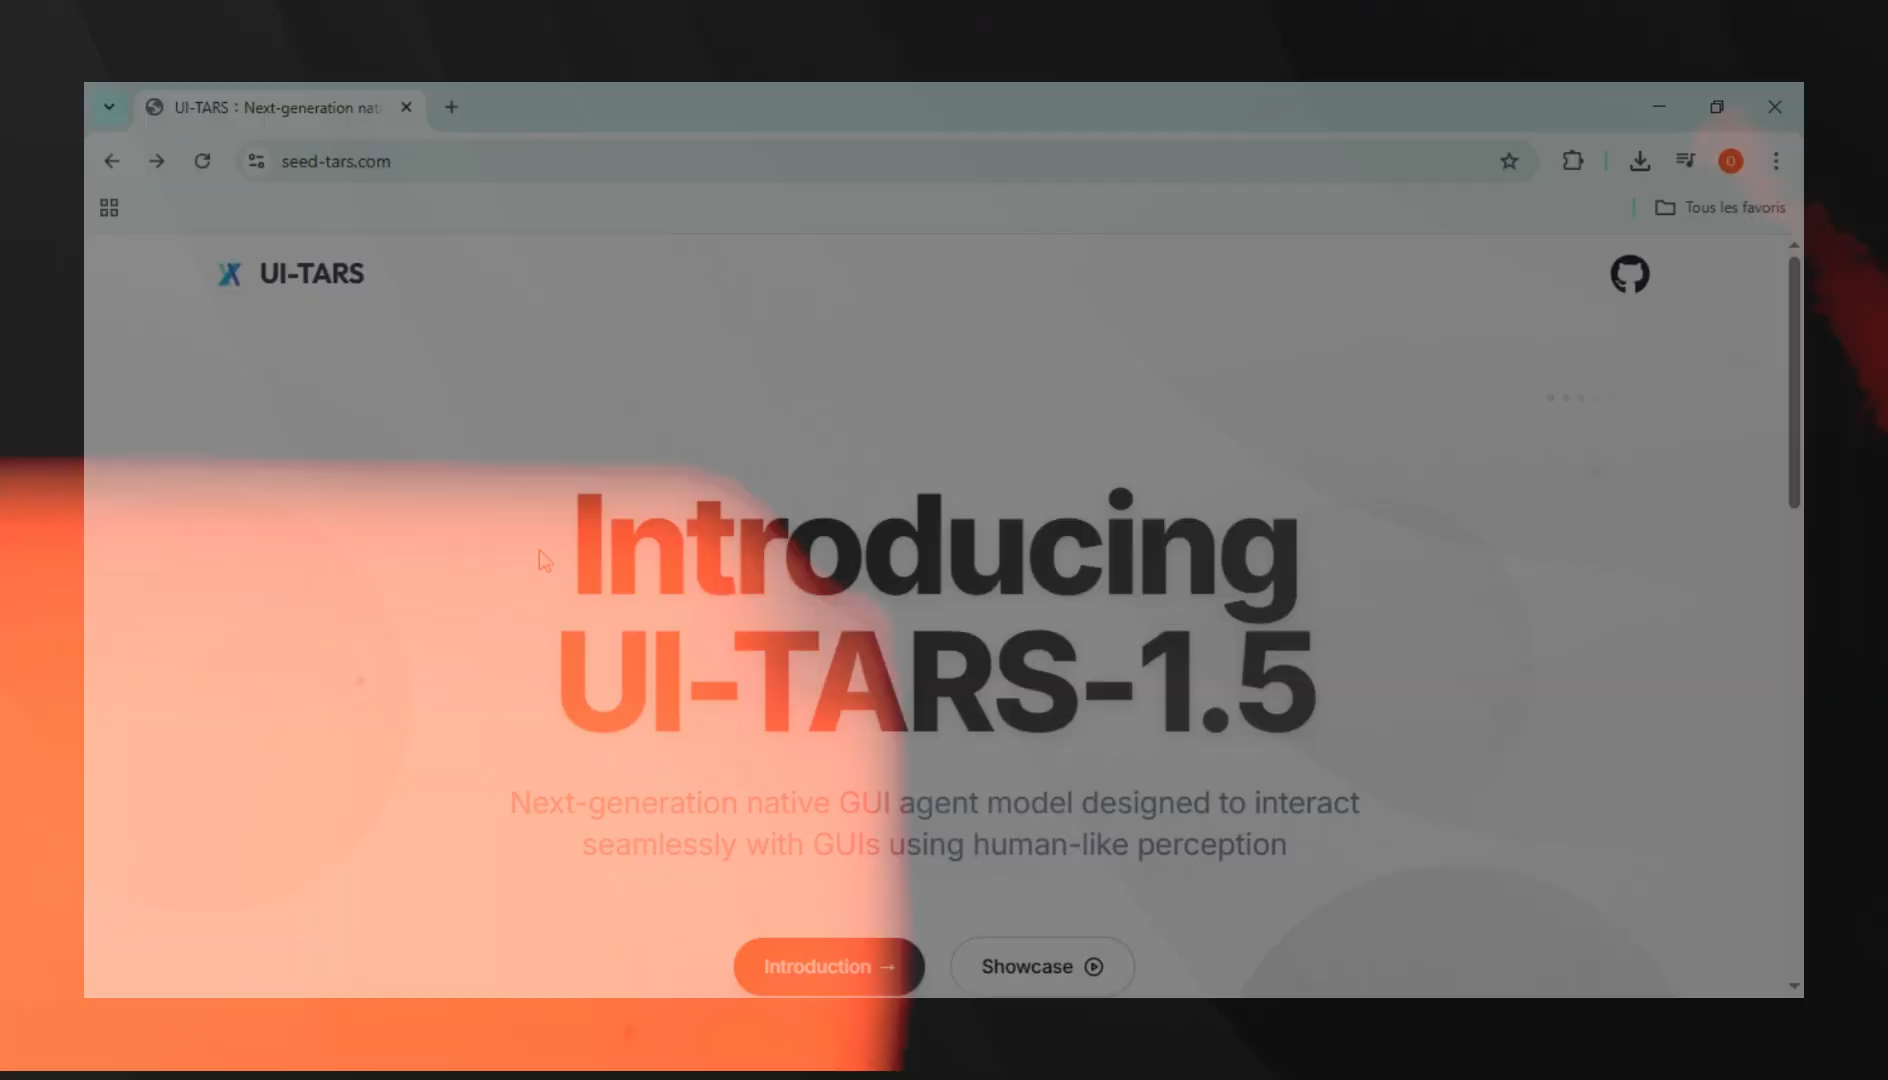 UI-TARS : Next-generation nat
seed-tars.com
O
Tous les favoris
UI-TARS
Introducing
UI-TARS-1.5
Next-generation native GUI agent model designed to interact
seamlessly with GUIs using human-like perception
Introduction →
Showcase